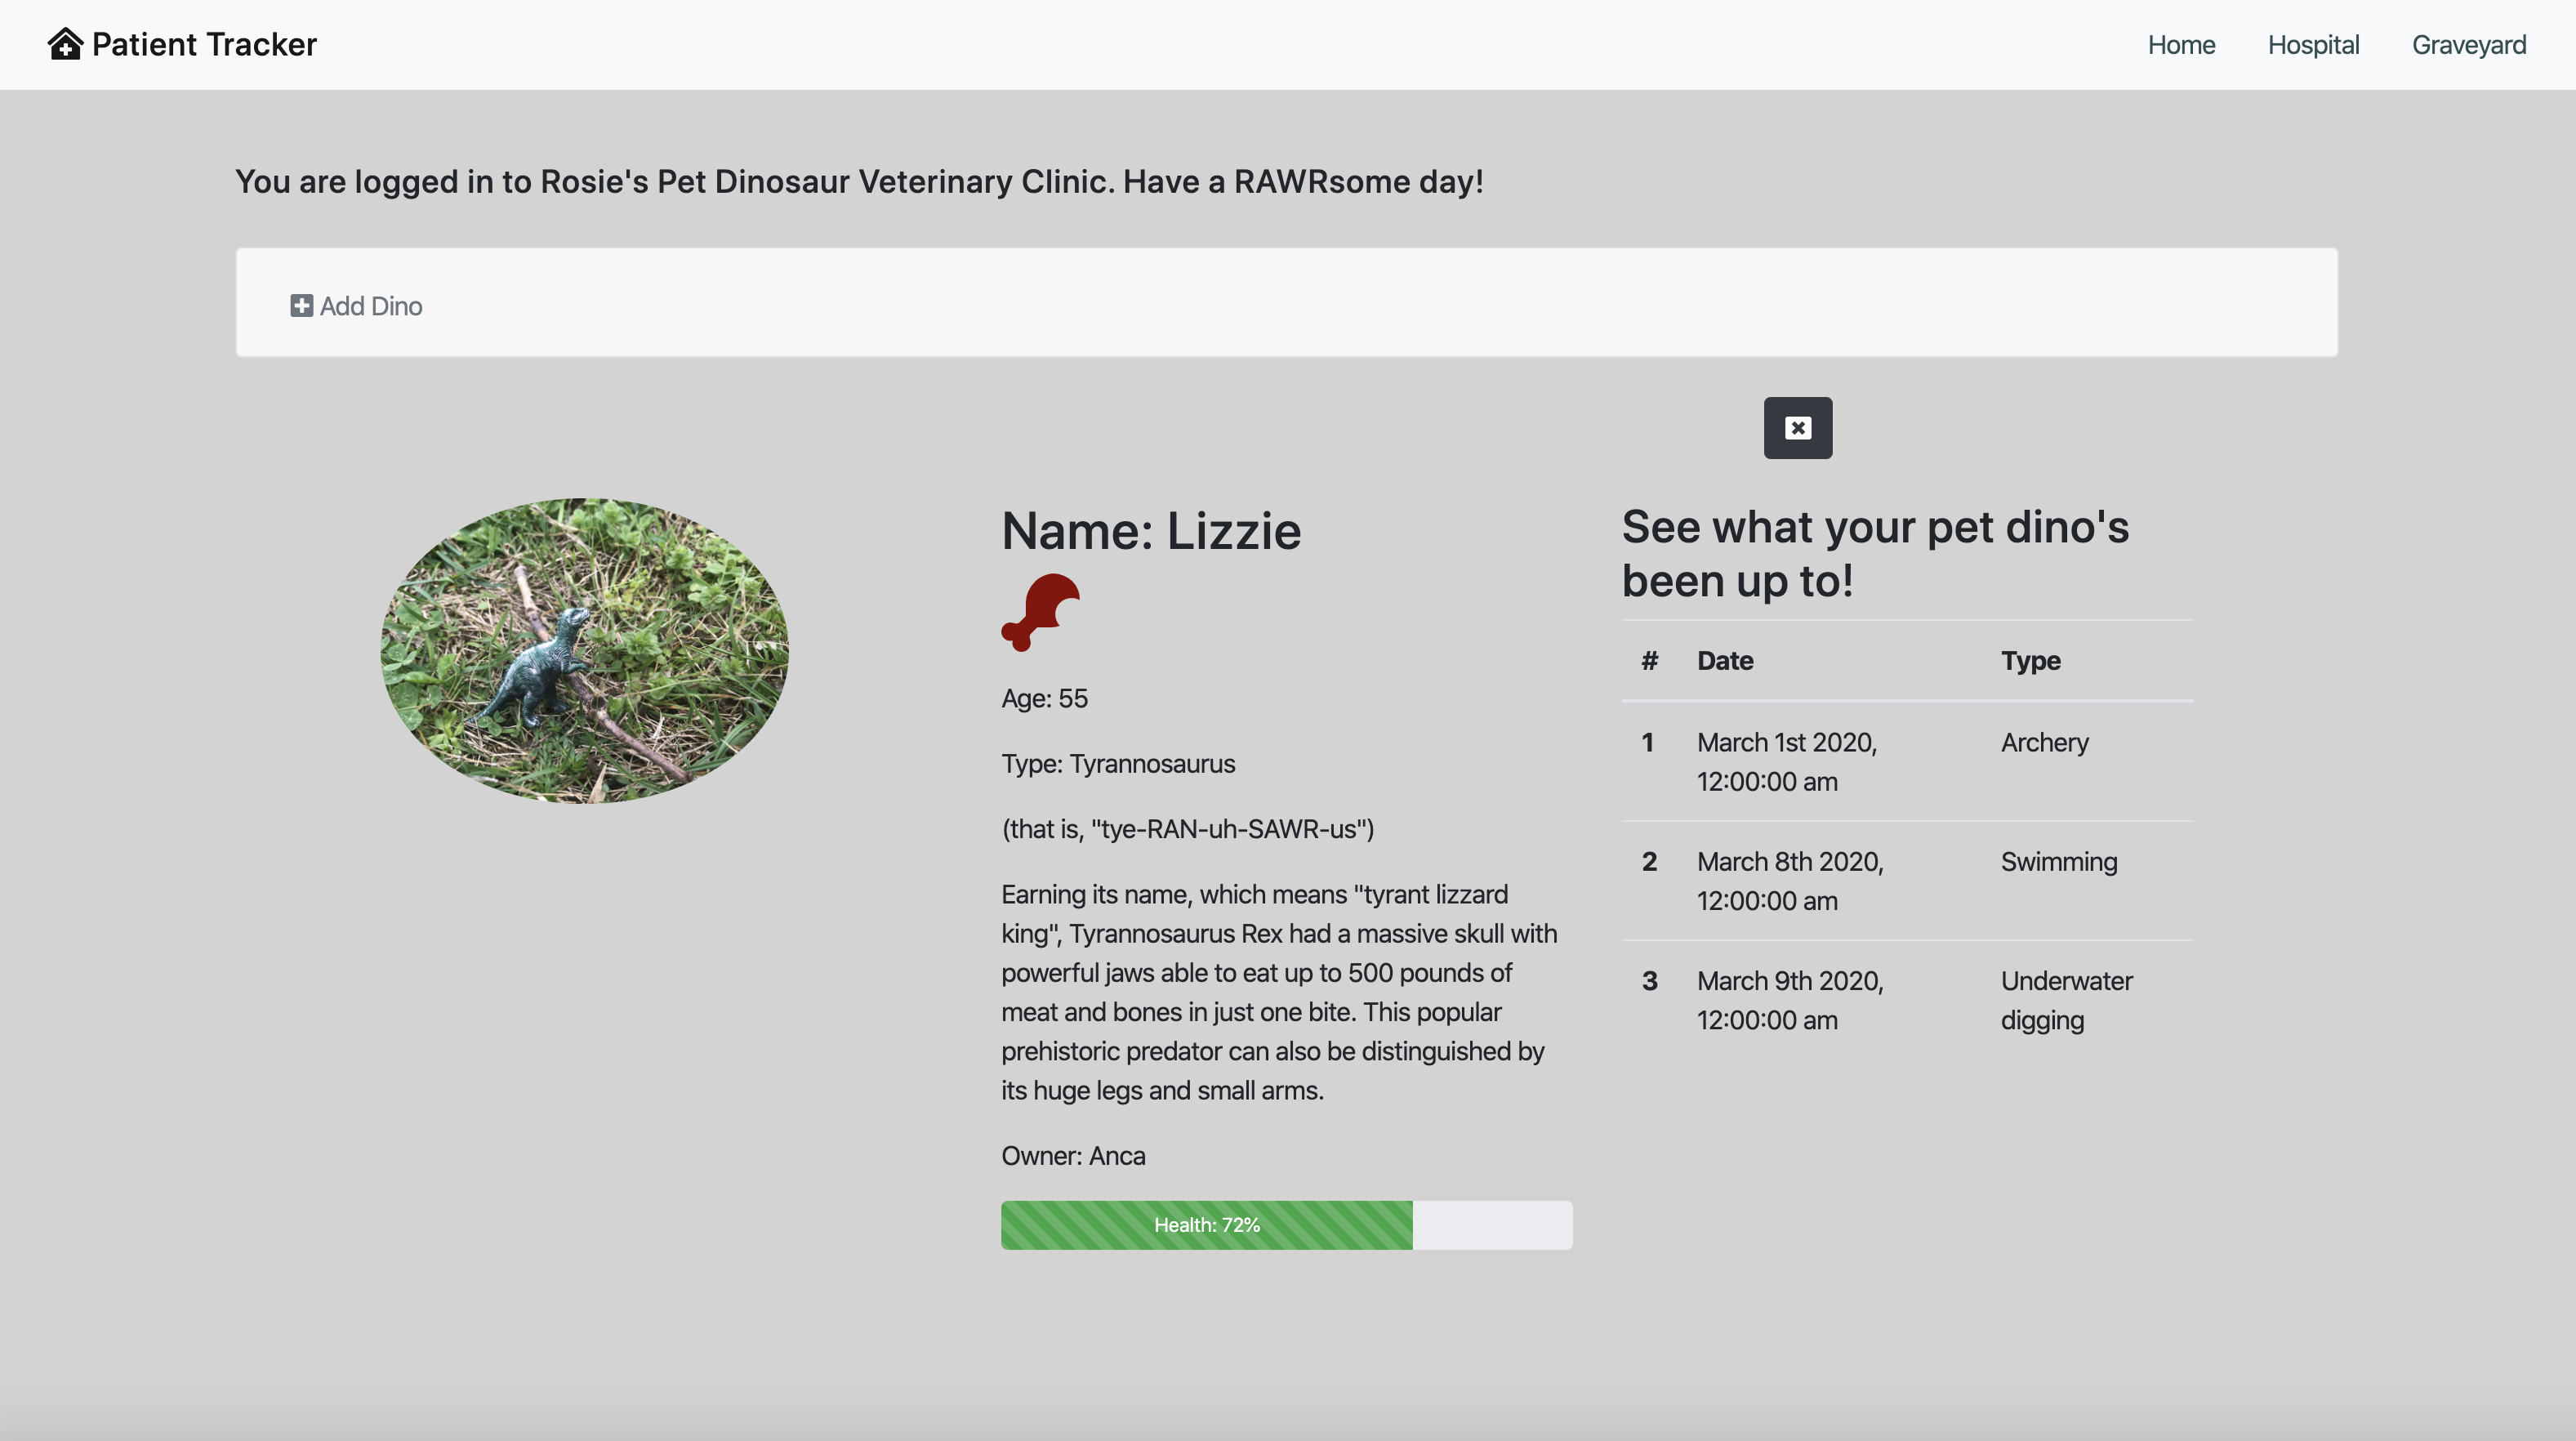 Patient Tracker
Home
Hospital
Graveyard
You are logged in to Rosie's Pet Dinosaur Veterinary Clinic. Have a RAWRsome day!
Add Dino
Name: Lizzie
Age: 55
Type: Tyrannosaurus
(that is, "tye-RAN-uh-SAWR-us")
Earning its name, which means "tyrant lizzard
king", Tyrannosaurus Rex had a massive skull with
powerful jaws able to eat up to 500 pounds of
meat and bones in just one bite. This popular
prehistoric predator can also be distinguished by
its huge legs and small arms.
Owner: Anca
Health: 72%
See what your pet dino's
been up to!
# Date Type
1 March 1st 2020, Archery
12:00:00 am
2 March 8th 2020, Swimming
12:00:00 am
3 March 9th 2020, Underwater
12:00:00 am digging